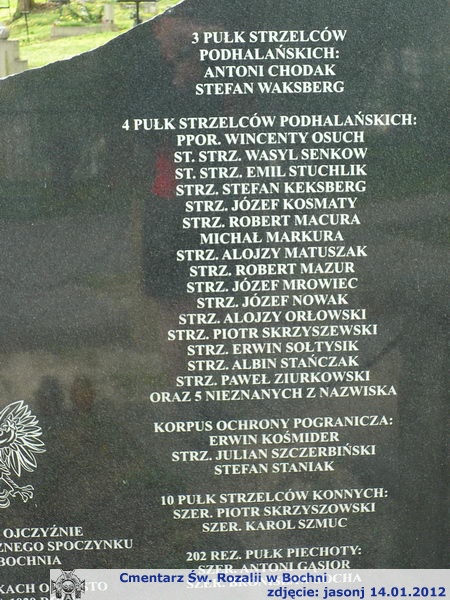 3 PUŁK STRZELCÓW
PODHALAŃSKICH:
ANTONI CHODAK
STEFAN WAKSBERG
4 PUŁK STRZELCÓW PODHALAŃSKICH:
PPOR. WINCENTY OSUCH
ST. STRZ. WASYL SENKOW
ST. STRZ. EMIL STUCHLIK
STRZ. STEFAN KEKSBERG
STRZ. JÓZEF KOSMATY
STRZ. ROBERT MACURA
MICHAŁ MARKURA
STRZ. ALOJZY MATUSZAK
STRZ. ROBERT MAZUR
STRZ. JÓZEF MROWIEC
STRZ. JÓZEF NOWAK
STRZ. ALOJZY ORŁOWSKI
STRZ. PIOTR SKRZYSZEWSKI
STRZ. ERWIN SOŁTYSIK
STRZ. ALBIN STAŃCZAK
STRZ. PAWEŁ ZIURKOWSKI
ORAZ 5 NIEZNANYCH Z NAZWISKA
KORPUS OCHRONY POGRANICZA:
ERWIN KOŚMIDER
STRZ. JULIAN SZCZERBIŃSKI
STEFAN STANIAK
10 PUŁK STRZELCÓW KONNYCH:
SZER. PIOTR SKRZYSZOWSKI
SZER. KAROL SZMUC
202 REZ. PUŁK PIECHOTY:
SZER. ANTONI GĄSIOR
OJCZYŹNIE
ZNEGO SPOCZYNKU
BOCHNIA
Cmentarz Św. Rozalii w Bochni
zdjęcie: jasonj 14.01.2012